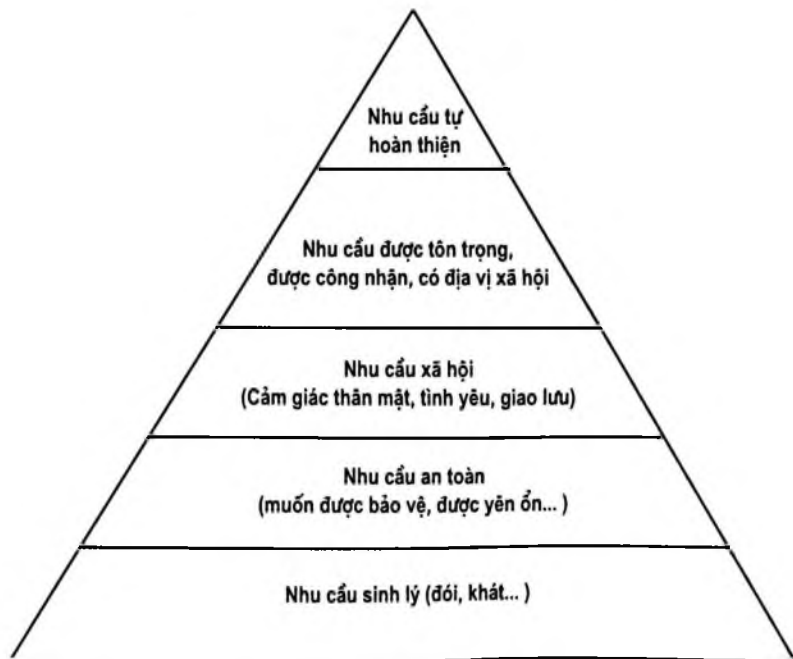 Nhu cầu tự
hoàn thiện
Nhu cầu được tôn trọng,
được công nhận, có địa vị xã hội
Nhu cầu xã hội
(Cảm giác thân mật, tình yêu, giao lưu)
Nhu cầu an toàn
(muốn được bảo vệ, được yên ổn... )
Nhu cầu sinh lý (đói, khát... )